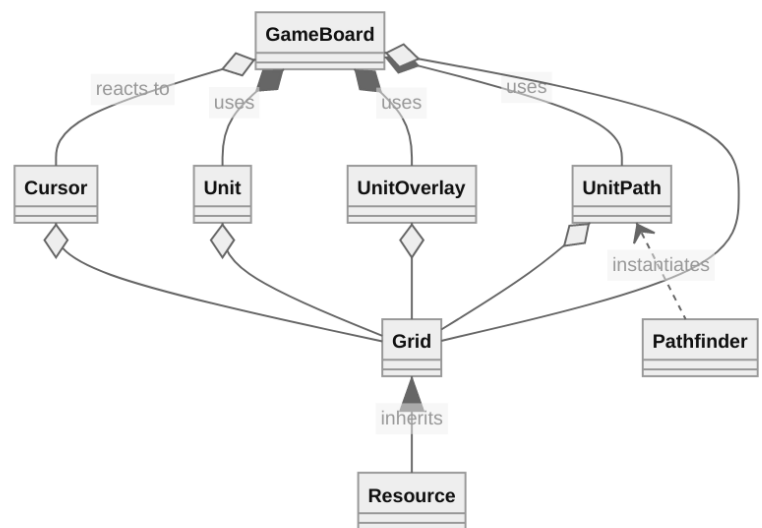 GameBoard
reacts to
uses
uses
uses
Cursor
Unit
UnitOverlay
UnitPath
instantiates
Grid
Pathfinder
inherits
Resource